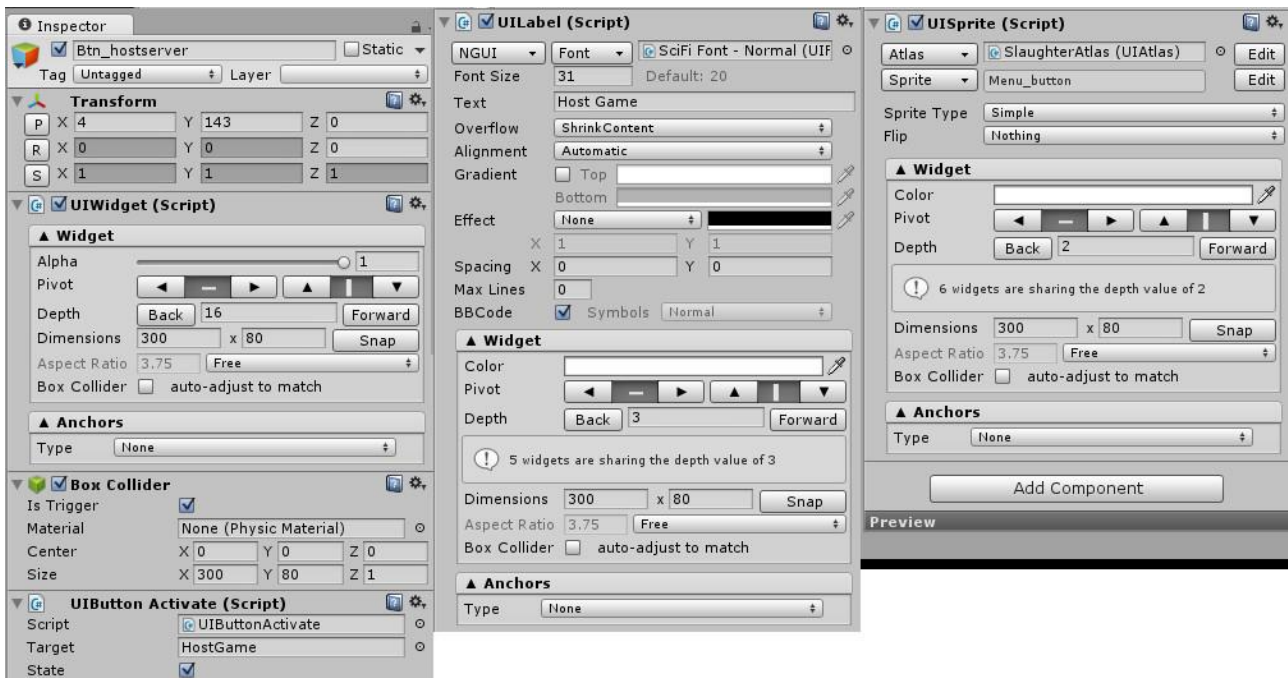 Inspector
Btn_hostserver Static
Tag Untagged Layer
Transform
P X 4 Y 143 Z 0
R X 0 Y 0 Z 0
S X 1 Y 1 Z 1
UIWidget (Script)
Widget
Alpha 1
Pivot
Depth Back 16 Forward
Dimensions 300 x 80 Snap
Aspect Ratio 3.75 Free
Box Collider auto-adjust to match
Anchors
Type None
Box Collider
Is Trigger
Material None (Physic Material)
Center X 0 Y 0 Z 0
Size X 300 Y 80 Z 1
UIButton Activate (Script)
Script UIButtonActivate
Target HostGame
State
UILabel (Script)
NGUI Font SciFi Font - Normal (UIF
Font Size 31 Default: 20
Text Host Game
Overflow ShrinkContent
Alignment Automatic
Gradient Top
Bottom
Effect None
X 1 Y 1
Spacing X 0 Y 0
Max Lines 0
BBCode Symbols Normal
Widget
Color
Pivot
Depth Back 3 Forward
5 widgets are sharing the depth value of 3
Dimensions 300 x 80 Snap
Aspect Ratio 3.75 Free
Box Collider auto-adjust to match
Anchors
Type None
UISprite (Script)
Atlas SlaughterAtlas (UIAtlas) Edit
Sprite Menu_button Edit
Sprite Type Simple
Flip Nothing
Widget
Color
Pivot
Depth Back 2 Forward
6 widgets are sharing the depth value of 2
Dimensions 300 x 80 Snap
Aspect Ratio 3.75 Free
Box Collider auto-adjust to match
Anchors
Type None
Add Component
Preview